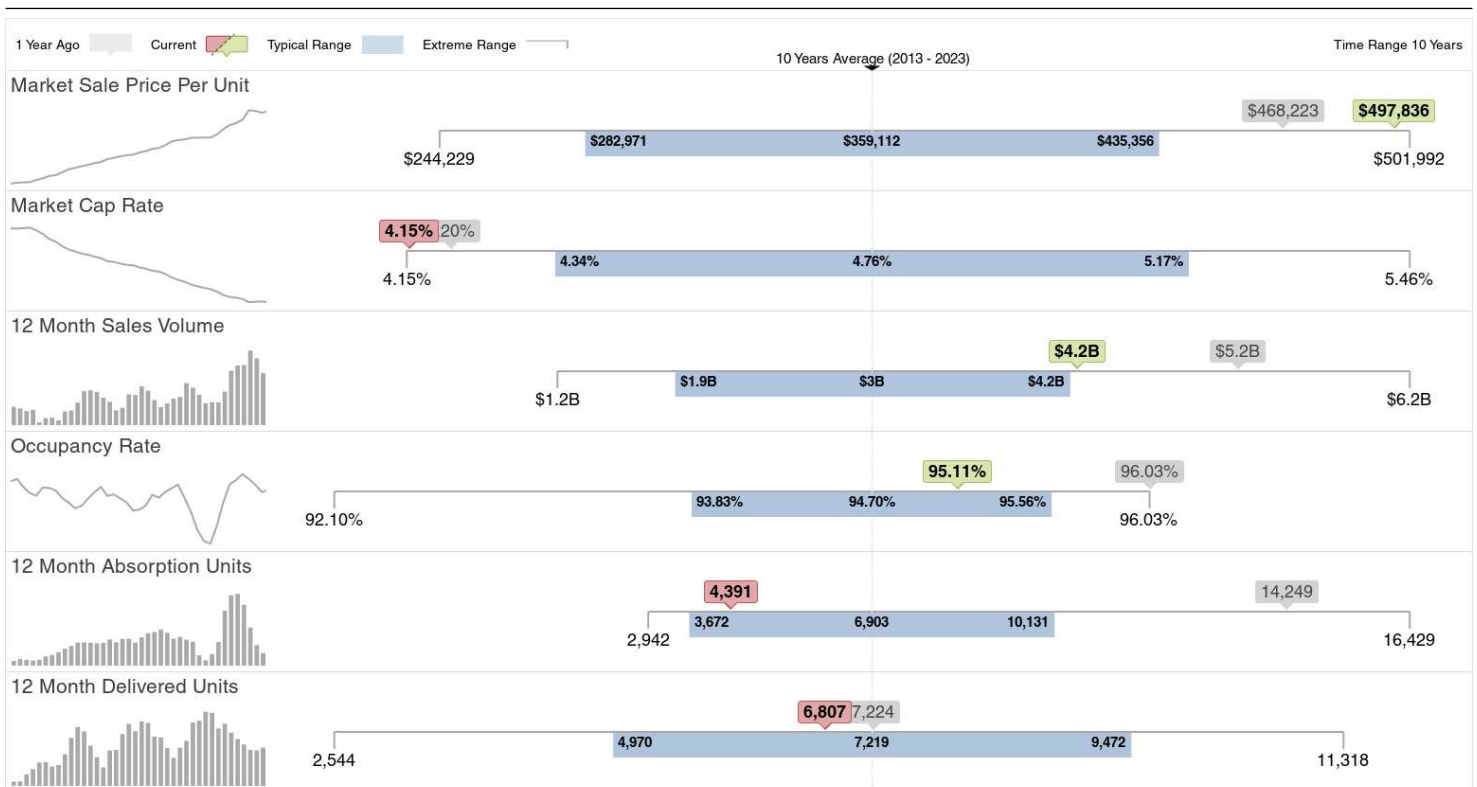 1 Year Ago Current Typical Range Extreme Range Time Range 10 Years
10 Years Average (2013 - 2023)
Market Sale Price Per Unit
$468,223 $497,836
$282,971 $359,112 $435,356
$244,229 $501,992
Market Cap Rate
4.15% 20%
4.34% 4.76% 5.17%
4.15% 5.46%
12 Month Sales Volume
$4.2B $5.2B
$1.9B $3B $4.2B
$1.2B $6.2B
Occupancy Rate
95.11% 96.03%
93.83% 94.70% 95.56%
92.10% 96.03%
12 Month Absorption Units
4,391 14,249
3,672 6,903 10,131
2,942 16,429
12 Month Delivered Units
6,807 7,224
4,970 7,219 9,472
2,544 11,318